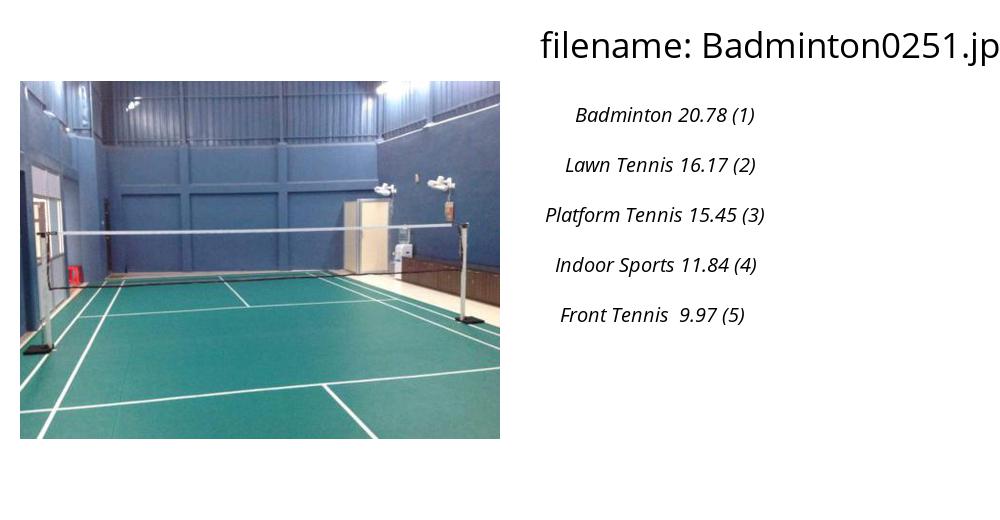 filename: Badminton0251.jp
Badminton 20.78 (1)
Lawn Tennis 16.17 (2)
Platform Tennis 15.45 (3)
Indoor Sports 11.84 (4)
Front Tennis 9.97 (5)